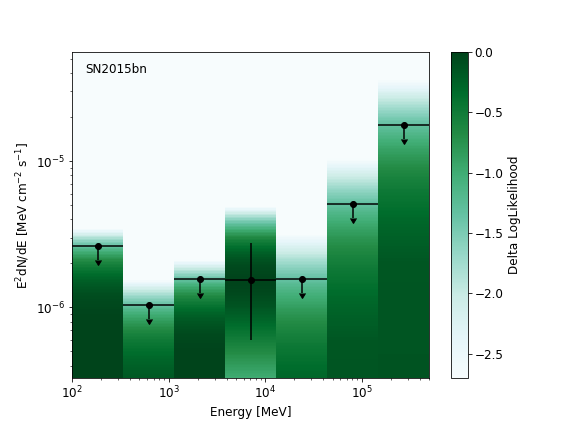 SN2015bn
E²dN/dE [MeV cm⁻² s⁻¹]
10⁻⁵
10⁻⁶
10² 10³ 10⁴ 10⁵
Energy [MeV]
0.0
−0.5
−1.0
−1.5
−2.0
−2.5
Delta LogLikelihood